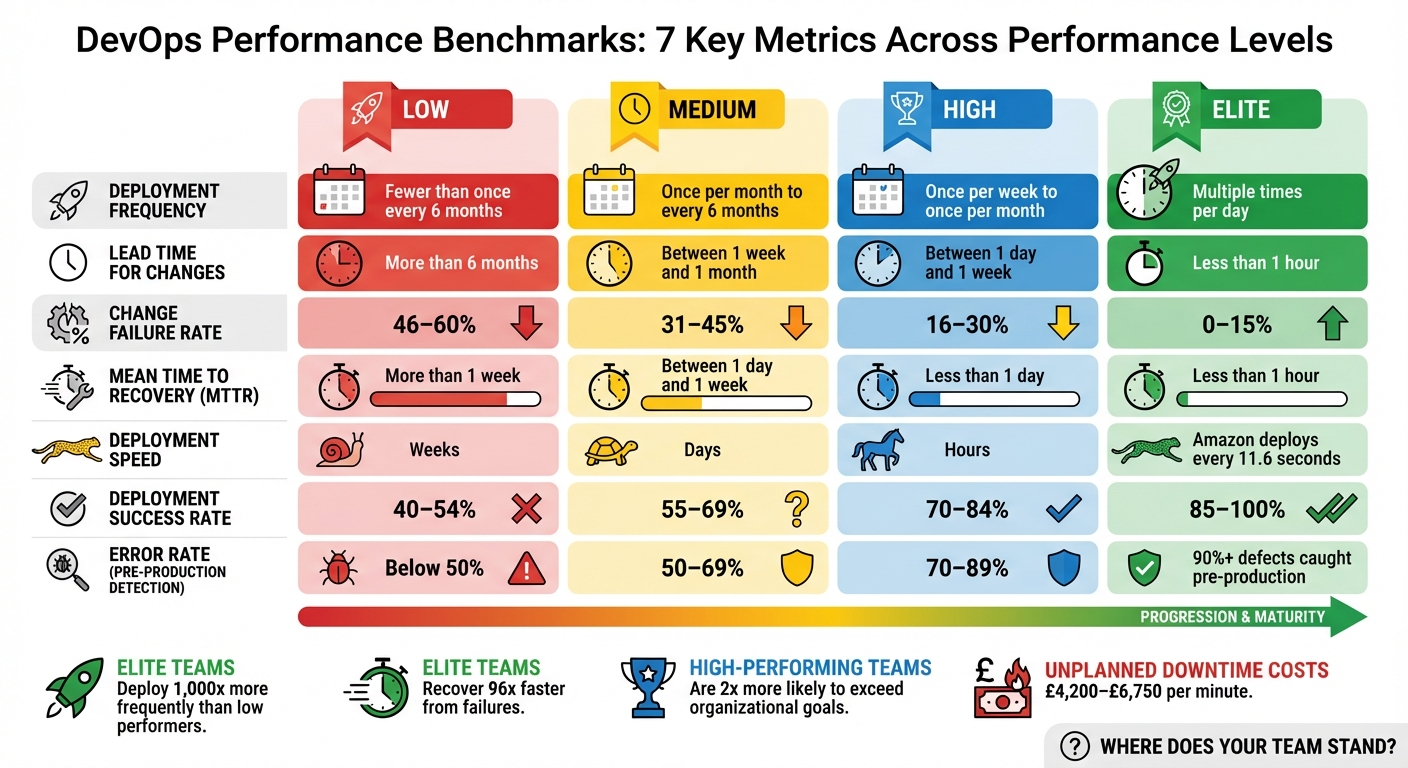 DevOps Performance Benchmarks: 7 Key Metrics Across Performance Levels
LOW
MEDIUM
HIGH
ELITE
DEPLOYMENT
FREQUENCY
Fewer than once
every 6 months
Once per month to
every 6 months
Once per week to
once per month
Multiple times
per day
LEAD TIME
FOR CHANGES
More than 6 months
Between 1 week
and 1 month
Between 1 day
and 1 week
Less than 1 hour
CHANGE
FAILURE RATE
%
46–60%
31–45%
16–30%
0–15%
MEAN TIME TO
RECOVERY (MTTR)
More than 1 week
Between 1 day
and 1 week
Less than 1 day
Less than 1 hour
DEPLOYMENT
SPEED
Weeks
Days
Hours
Amazon deploys
every 11.6 seconds
DEPLOYMENT
SUCCESS RATE
40–54%
55–69%
?
70–84%
85–100%
ERROR RATE
(PRE-PRODUCTION
DETECTION)
Below 50%
!
50–69%
70–89%
90%+ defects caught
pre-production
PROGRESSION & MATURITY
ELITE TEAMS
Deploy 1,000x more
frequently than low
performers.
ELITE TEAMS
Recover 96x faster
from failures.
HIGH-PERFORMING TEAMS
Are 2x more likely to exceed
organizational goals.
£
UNPLANNED DOWNTIME COSTS
£4,200–£6,750 per minute.
? WHERE DOES YOUR TEAM STAND?